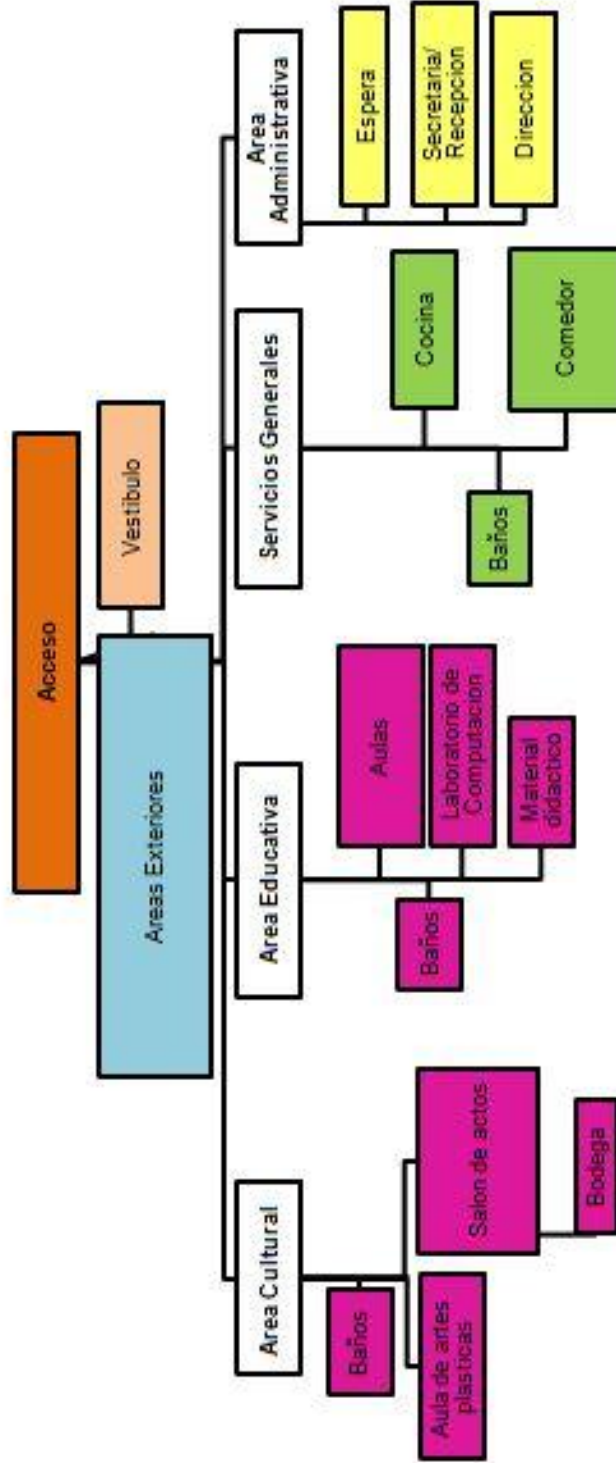 Acceso
Vestibulo
Areas Exteriores
Area Cultural
Baños
Aula de artes
plasticas
Salon de actos
Bodega
Area Educativa
Aulas
Baños
Laboratorio de
Computacion
Material
didactico
Servicios Generales
Cocina
Baños
Comedor
Area
Administrativa
Espera
Secretaria/
Recepcion
Direccion